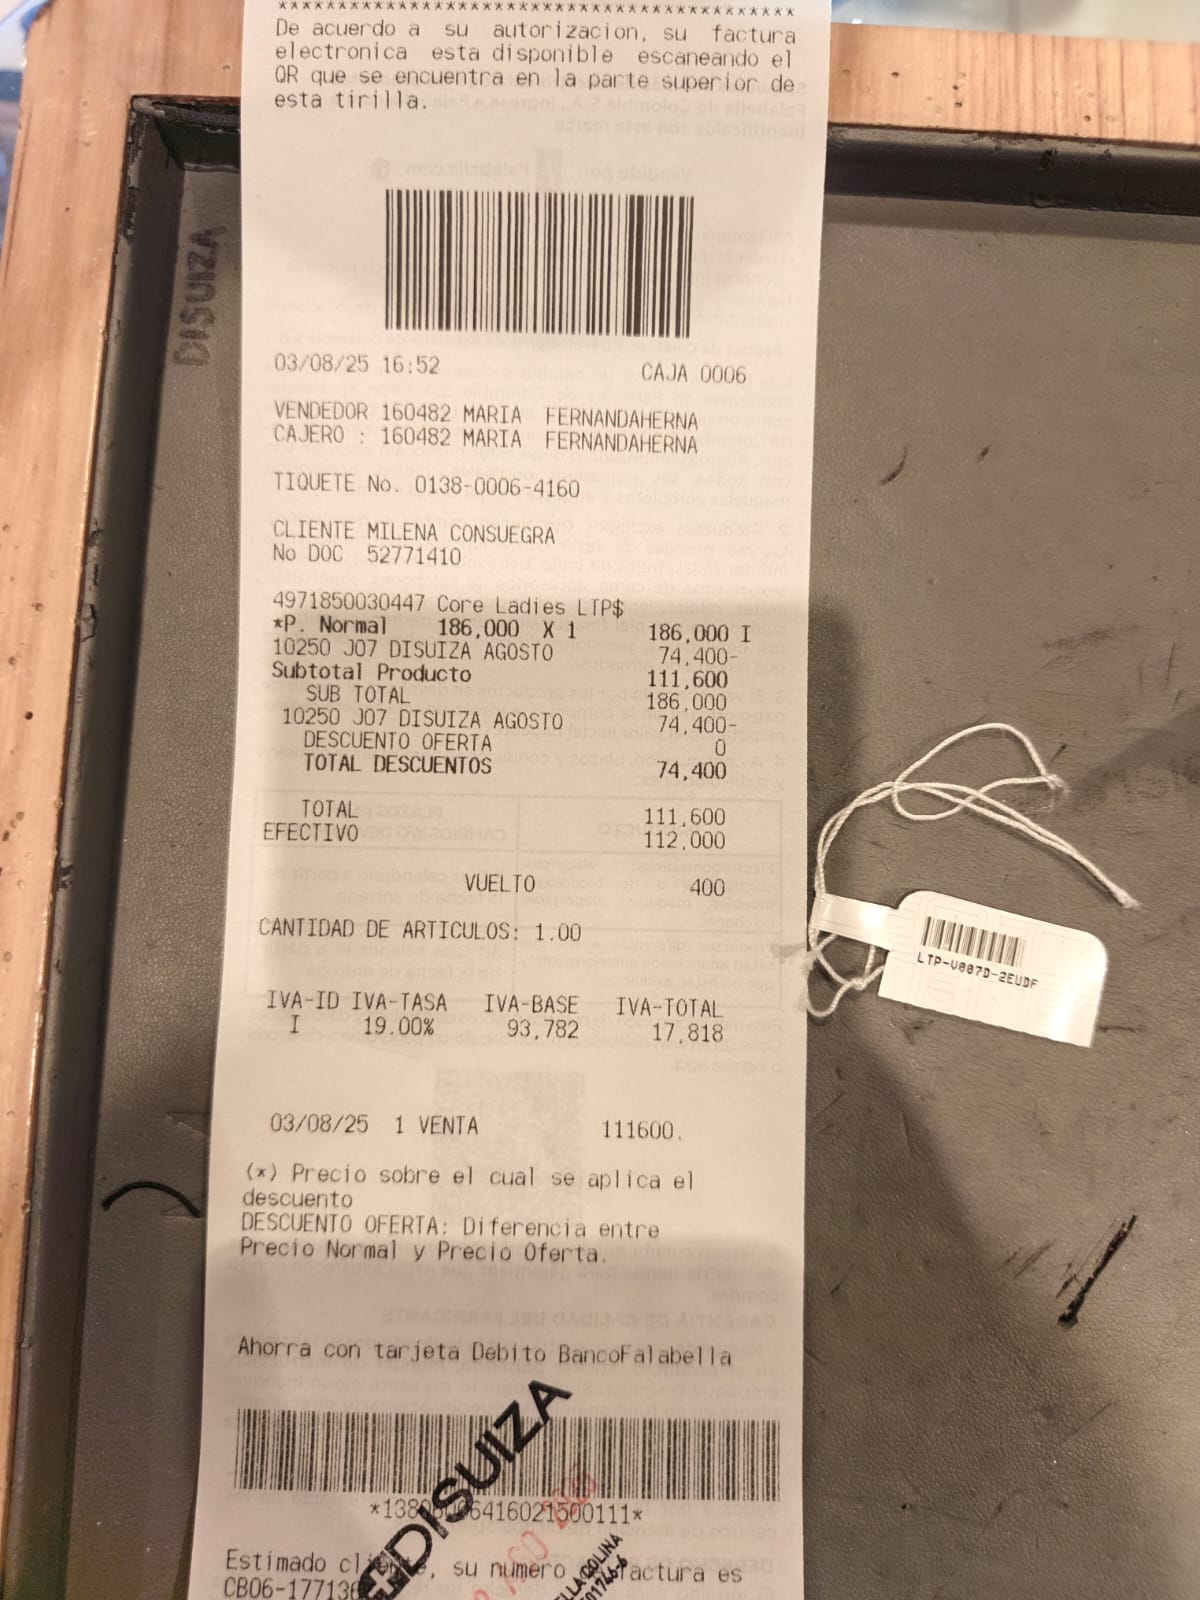 ******************************************
De acuerdo a su autorizacion, su factura
electronica esta disponible escaneando el
QR que se encuentra en la parte superior de
esta tirilla.
DISUIZA
03/08/25 16:52 CAJA 0006
VENDEDOR 160482 MARIA FERNANDAHERNA
CAJERO : 160482 MARIA FERNANDAHERNA
TIQUETE No. 0138-0006-4160
CLIENTE MILENA CONSUEGRA
No DOC 52771410
4971850030447 Core Ladies LTP$
*P. Normal 186,000 X 1 186,000 I
10250 J07 DISUIZA AGOSTO 74,400-
Subtotal Producto 111,600
SUB TOTAL 186,000
10250 J07 DISUIZA AGOSTO 74,400-
DESCUENTO OFERTA 0
TOTAL DESCUENTOS 74,400
TOTAL 111,600
EFECTIVO 112,000
VUELTO 400
CANTIDAD DE ARTICULOS: 1.00
LTP-V007D-2EUDF
IVA-ID IVA-TASA IVA-BASE IVA-TOTAL
I 19.00% 93,782 17,818
03/08/25 1 VENTA 111600.
(*) Precio sobre el cual se aplica el
descuento
DESCUENTO OFERTA: Diferencia entre
Precio Normal y Precio Oferta.
Ahorra con tarjeta Debito BancoFalabella
DISUIZA
Estimado cliente, su numero factura es